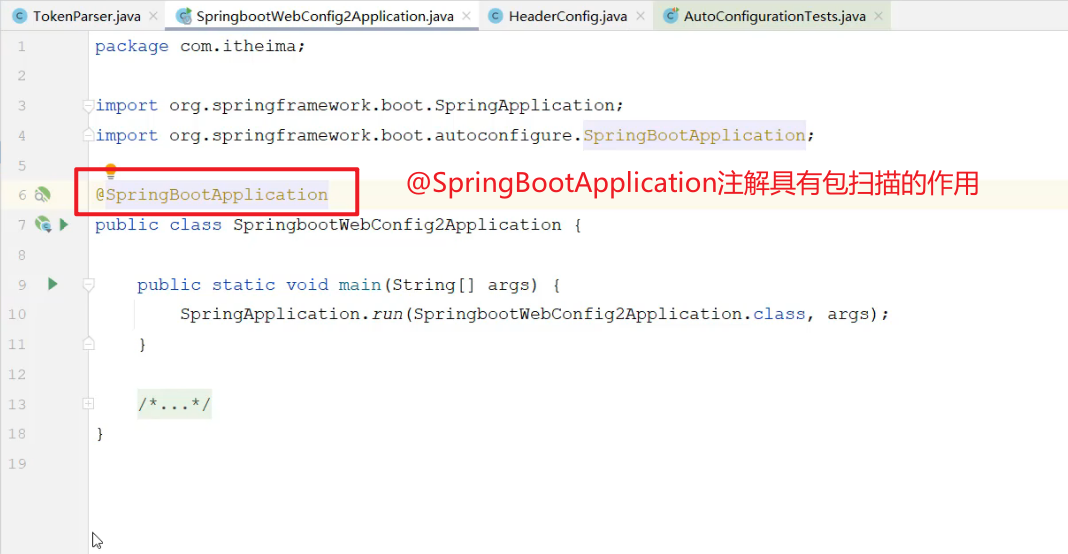 TokenParser.java SpringbootWebConfig2Application.java HeaderConfig.java AutoConfigurationTests.java
1 package com.itheima;
2
3 import org.springframework.boot.SpringApplication;
4 import org.springframework.boot.autoconfigure.SpringBootApplication;
5
6 @SpringBootApplication @SpringBootApplication注解具有包扫描的作用
7 public class SpringbootWebConfig2Application {
8
9 public static void main(String[] args) {
10 SpringApplication.run(SpringbootWebConfig2Application.class, args);
11 }
12
13 /*...*/
18 }
19